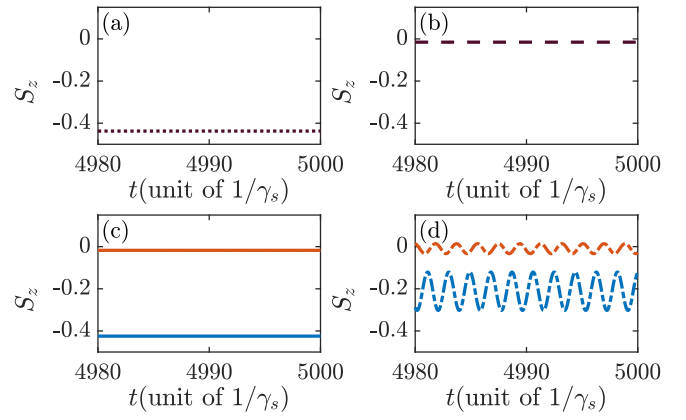 (a)
(b)
0
-0.2
-0.4
S_z
4980 4990 5000
t(unit of 1/γ_s)
0
-0.2
-0.4
S_z
4980 4990 5000
t(unit of 1/γ_s)
(c)
(d)
0
-0.2
-0.4
S_z
4980 4990 5000
t(unit of 1/γ_s)
0
-0.2
-0.4
S_z
4980 4990 5000
t(unit of 1/γ_s)